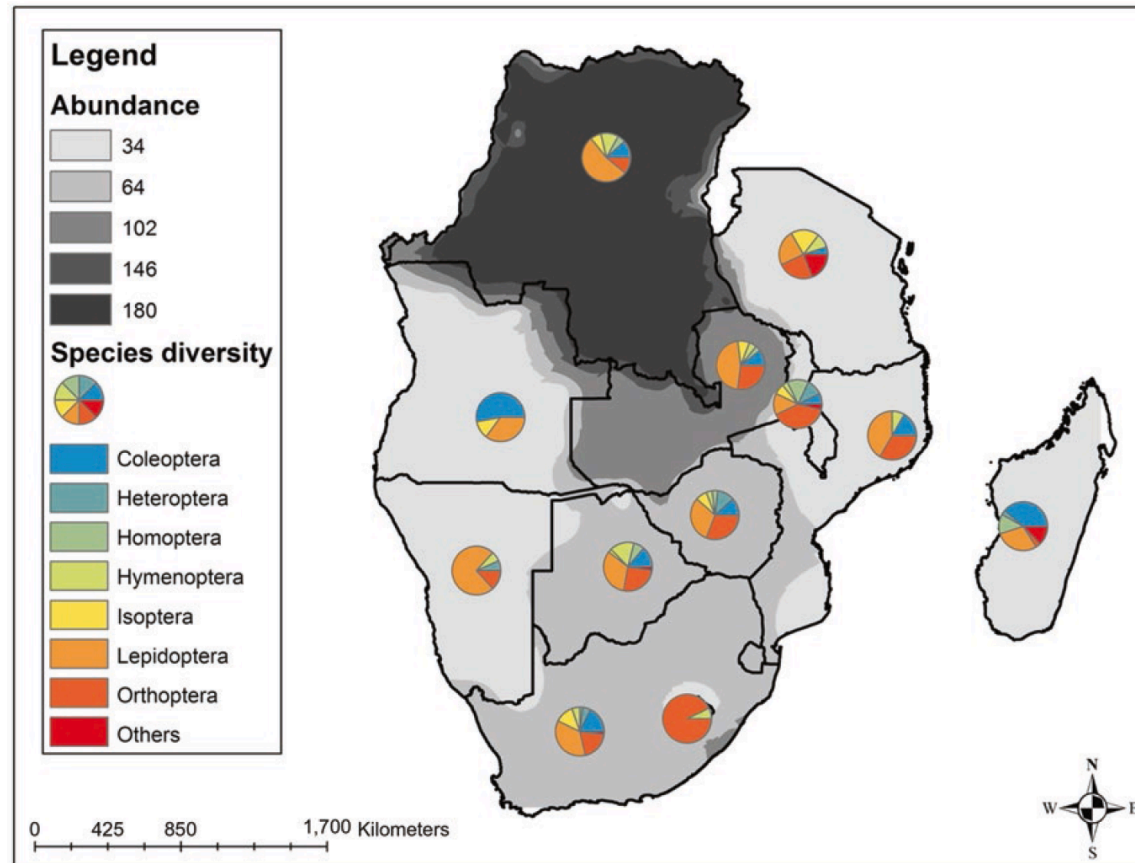 Legend
Abundance
34
64
102
146
180
Species diversity
Coleoptera
Heteroptera
Homoptera
Hymenoptera
Isoptera
Lepidoptera
Orthoptera
Others
0 425 850 1,700 Kilometers
N
W E
S